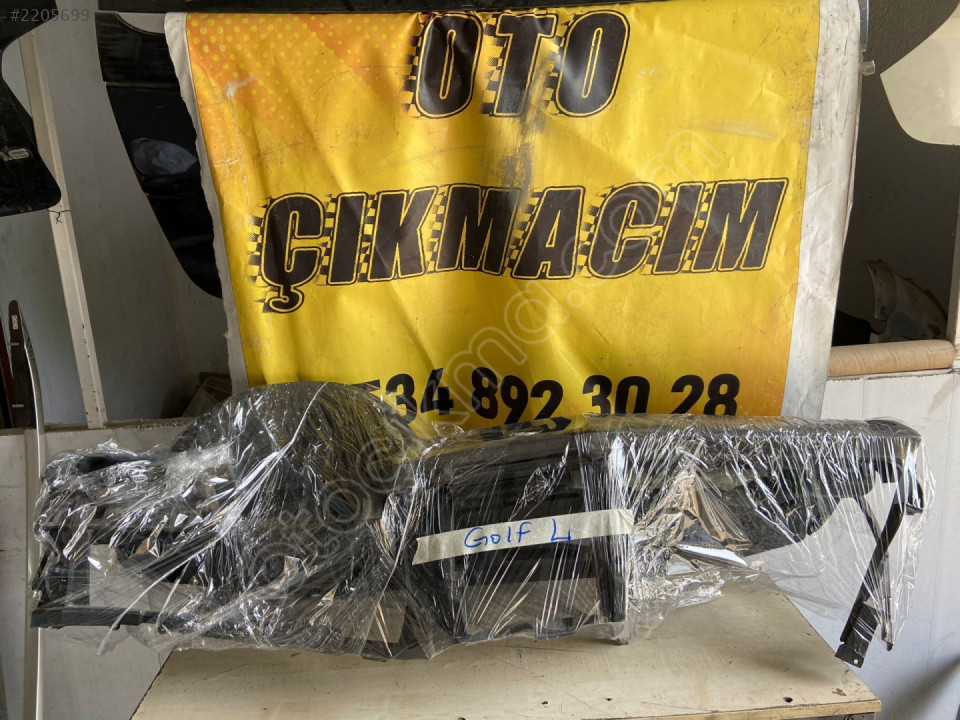 #2205699
OTO
ÇIKMACIM
534 892 30 28
Golf 4